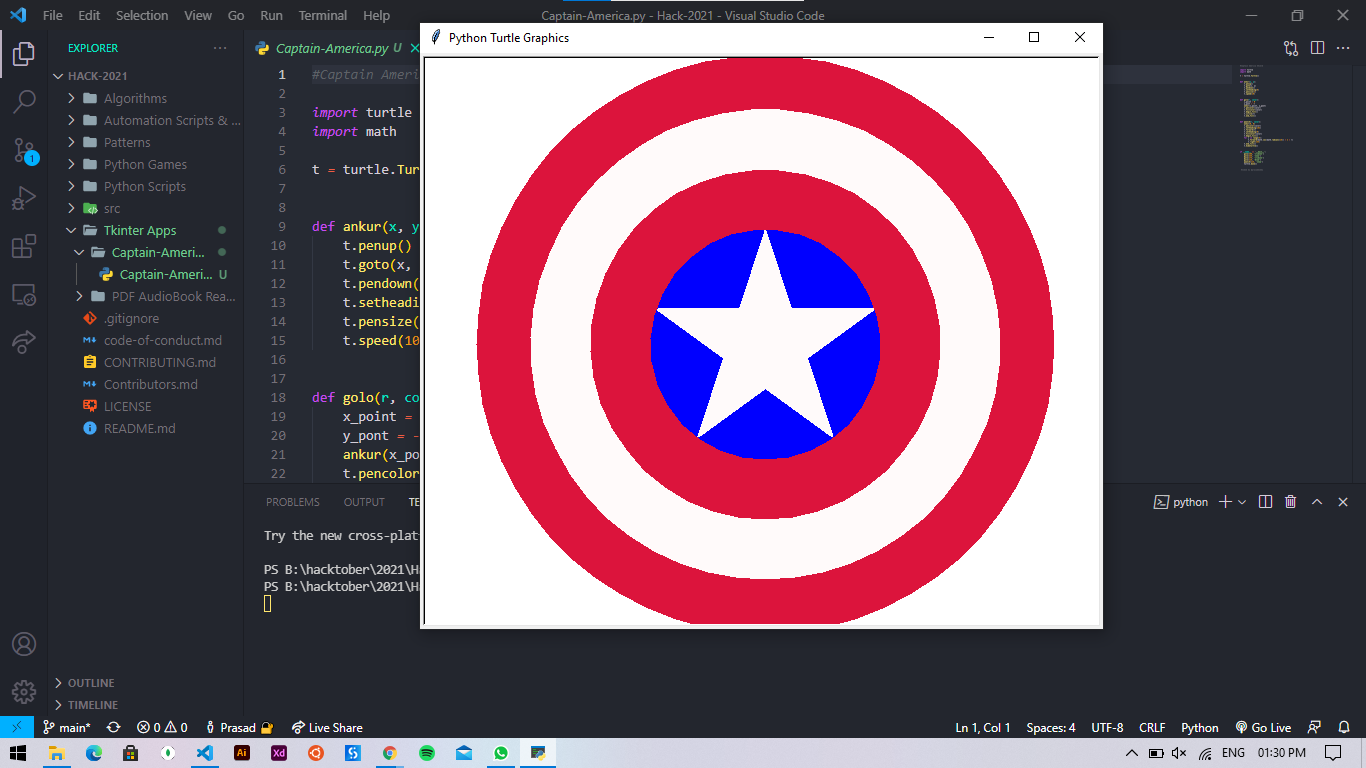 File Edit Selection View Go Run Terminal Help
Captain-America.py - Hack-2021 - Visual Studio Code
EXPLORER
HACK-2021
Algorithms
Automation Scripts & ...
Patterns
Python Games
Python Scripts
src
Tkinter Apps
Captain-Ameri...
Captain-Ameri... U
PDF AudioBook Rea...
.gitignore
code-of-conduct.md
CONTRIBUTING.md
Contributors.md
LICENSE
README.md
OUTLINE
TIMELINE
1
Captain-America.py U
1 #Captain Ameri
2
3 import turtle
4 import math
5
6 t = turtle.Tur
7
8
9 def ankur(x, y
10 t.penup()
11 t.goto(x,
12 t.pendown(
13 t.setheadi
14 t.pensize(
15 t.speed(10
16
17
18 def golo(r, co
19 x_point =
20 y_pont = -
21 ankur(x_po
22 t.pencolor
Python Turtle Graphics
PROBLEMS OUTPUT TE
python
Try the new cross-plat
PS B:\hacktober\2021\Ha
PS B:\hacktober\2021\Ha
main* 0 0 Prasad Live Share
Ln 1, Col 1 Spaces: 4 UTF-8 CRLF Python Go Live
Ai Xd
ENG 01:30 PM